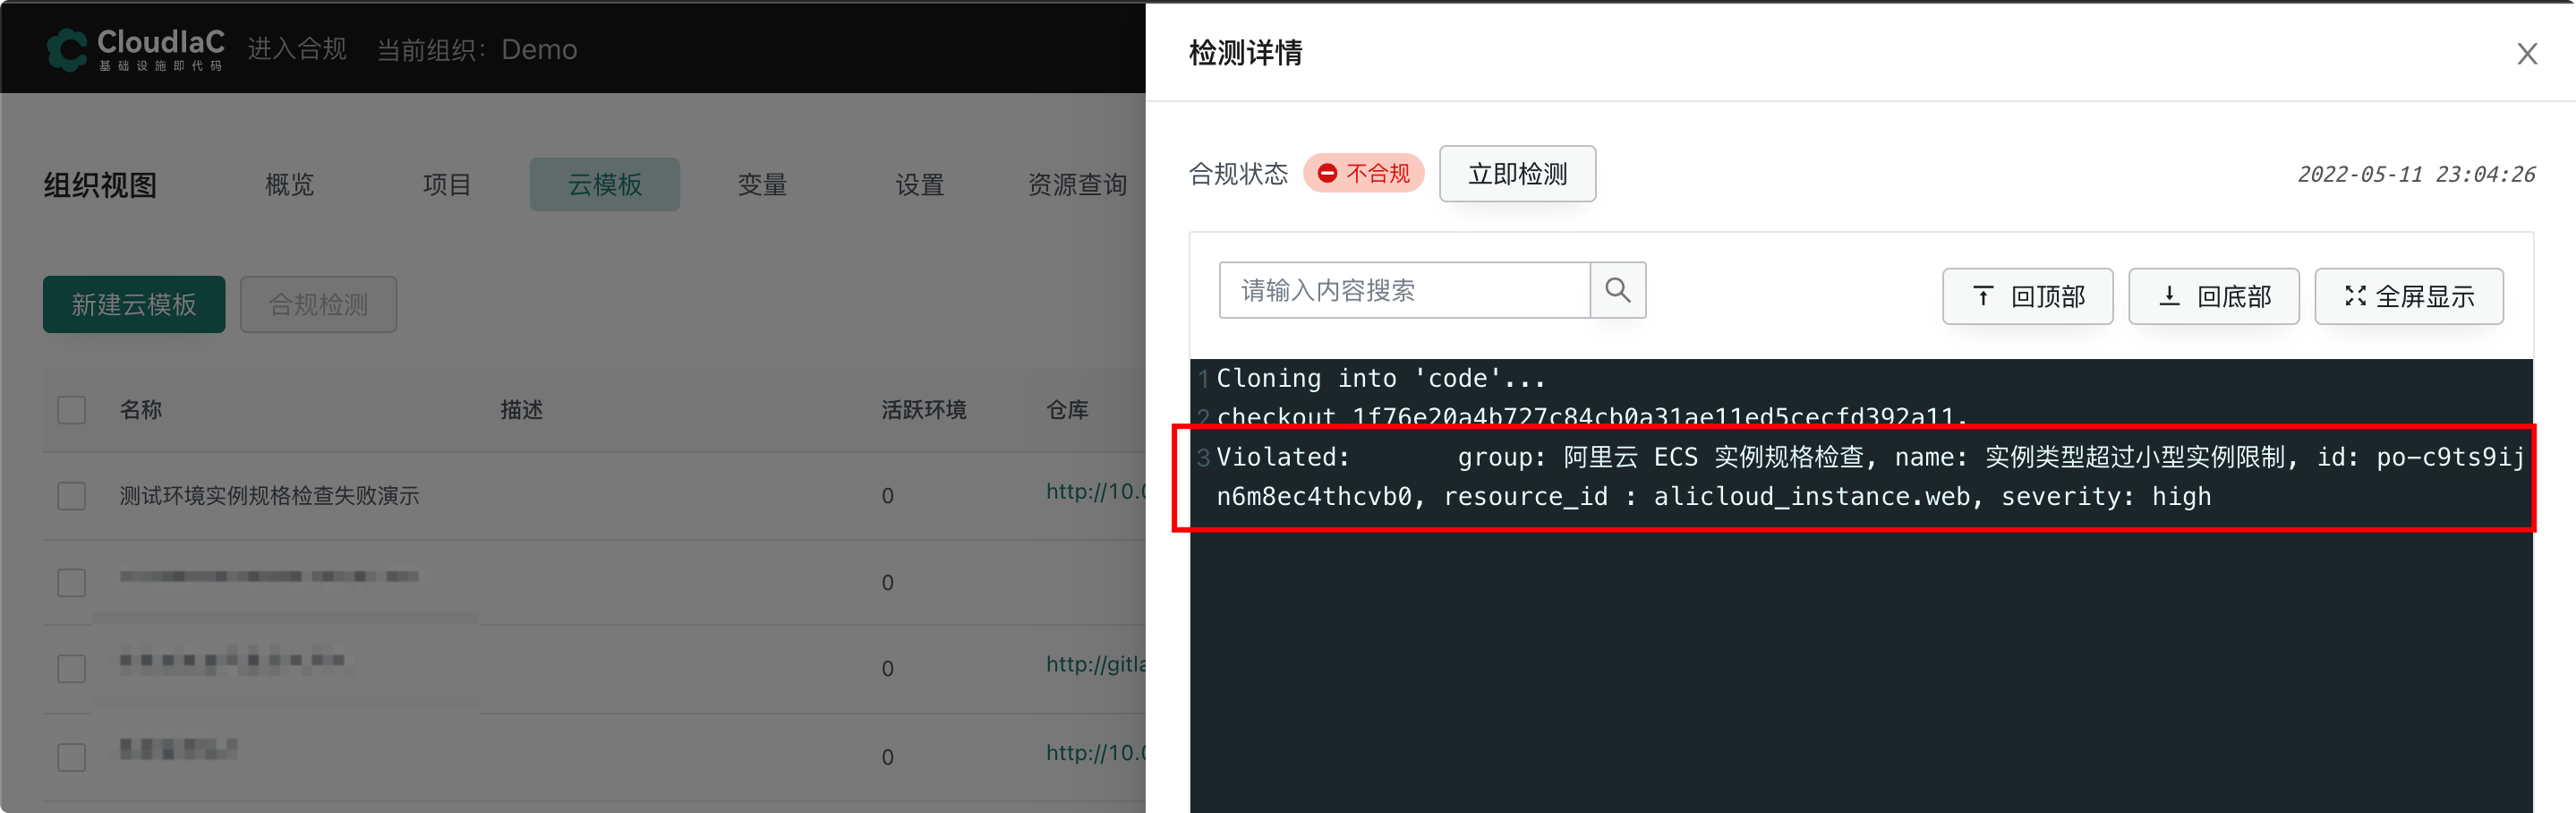 CloudIaC
基础设施即代码
进入合规 当前组织: Demo
组织视图 概览 项目 云模板 变量 设置 资源查询
新建云模板 合规检测
名称 描述 活跃环境 仓库
测试环境实例规格检查失败演示 0 http://10.0
0
0 http://gitla
0 http://10.0
检测详情
合规状态 不合规 立即检测 2022-05-11 23:04:26
请输入内容搜索 回顶部 回底部 全屏显示
1 Cloning into 'code'...
2 checkout 1f76e20a4b727c84cb0a31ae11ed5cecfd392a11.
3 Violated: group: 阿里云 ECS 实例规格检查, name: 实例类型超过小型实例限制, id: po-c9ts9ij
n6m8ec4thcvb0, resource_id : alicloud_instance.web, severity: high